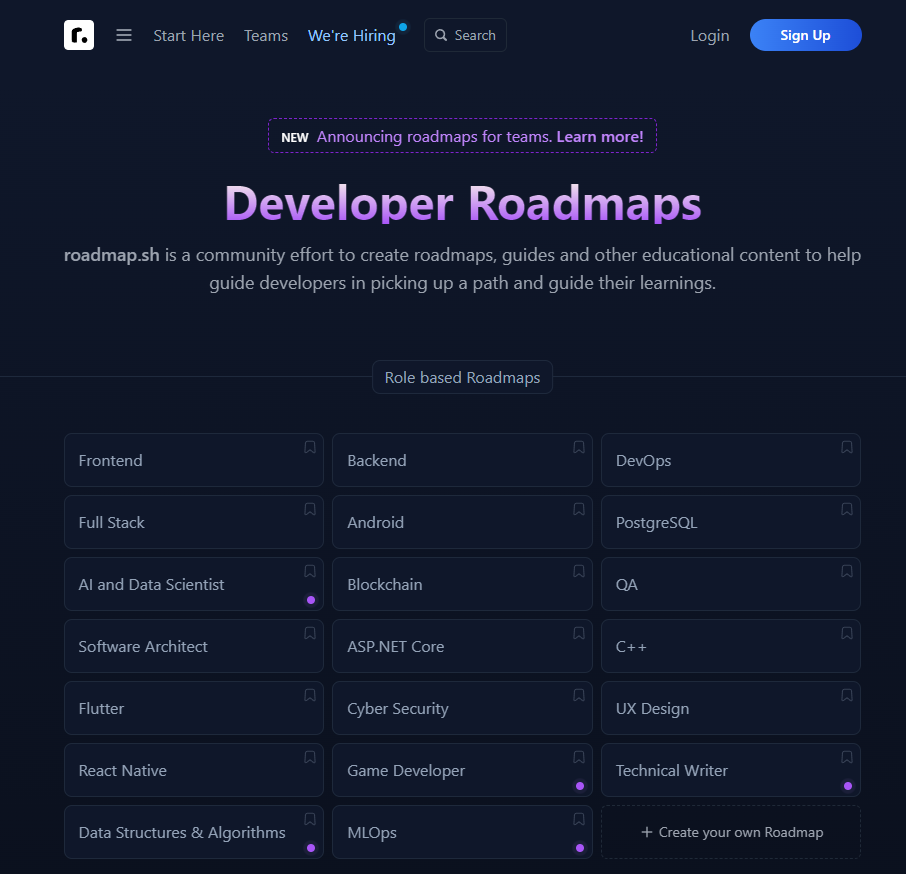 r.
Start Here Teams We're Hiring Search Login Sign Up
NEW Announcing roadmaps for teams. Learn more!
Developer Roadmaps
roadmap.sh is a community effort to create roadmaps, guides and other educational content to help
guide developers in picking up a path and guide their learnings.
Role based Roadmaps
Frontend Backend DevOps
Full Stack Android PostgreSQL
AI and Data Scientist Blockchain QA
Software Architect ASP.NET Core C++
Flutter Cyber Security UX Design
React Native Game Developer Technical Writer
Data Structures & Algorithms MLOps + Create your own Roadmap